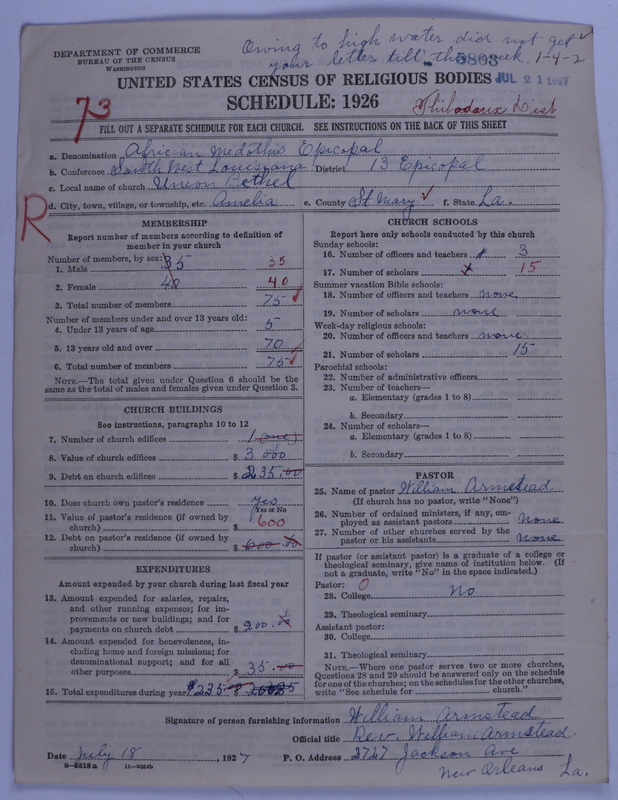 DEPARTMENT OF COMMERCE
BUREAU OF THE CENSUS
WASHINGTON
Owing to high water did not get
your letter till this week. 1-4-2
5803
JUL 21 1927
UNITED STATES CENSUS OF RELIGIOUS BODIES
SCHEDULE: 1926
73
Thibodaux Dist
FILL OUT A SEPARATE SCHEDULE FOR EACH CHURCH. SEE INSTRUCTIONS ON THE BACK OF THIS SHEET
a. Denomination African Medothis Epicopal
b. Conference South West Louisiana District 13 Epicopal
c. Local name of church Union Bethel
R
d. City, town, village, or township, etc. Amelia e. County St Mary f. State La.
MEMBERSHIP
Report number of members according to definition of
member in your church
Number of members, by sex:
1. Male 35 35
2. Female 40 40
3. Total number of members 75
Number of members under and over 13 years old:
4. Under 13 years of age 5
5. 13 years old and over 70
6. Total number of members 75
NOTE.—The total given under Question 6 should be
the same as the total of males and females given under Question 3.
CHURCH BUILDINGS
See instructions, paragraphs 10 to 12
7. Number of church edifices 1 (one)
8. Value of church edifices $ 3000
9. Debt on church edifices $ 235.00
10. Does church own pastor's residence yes
Yes or No
11. Value of pastor's residence (if owned by
church) $ 600
12. Debt on pastor's residence (if owned by
church) $ 600.00
EXPENDITURES
Amount expended by your church during last fiscal year
13. Amount expended for salaries, repairs,
and other running expenses; for im-
provements or new buildings; and for
payments on church debt $ 200.00
14. Amount expended for benevolences, in-
cluding home and foreign missions; for
denominational support; and for all
other purposes $ 35.00
15. Total expenditures during year $235
CHURCH SCHOOLS
Report here only schools conducted by this church
Sunday schools:
16. Number of officers and teachers 3
17. Number of scholars 15
Summer vacation Bible schools:
18. Number of officers and teachers none
19. Number of scholars none
Week-day religious schools:
20. Number of officers and teachers none
21. Number of scholars 15
Parochial schools:
22. Number of administrative officers
23. Number of teachers—
a. Elementary (grades 1 to 8)
b. Secondary
24. Number of scholars—
a. Elementary (grades 1 to 8)
b. Secondary
PASTOR
25. Name of pastor William Armstead
(If church has no pastor, write "None")
26. Number of ordained ministers, if any, em-
ployed as assistant pastors None
27. Number of other churches served by the
pastor or his assistants None
If pastor (or assistant pastor) is a graduate of a college or
theological seminary, give name of institution below. (If
not a graduate, write "No" in the space indicated.)
Pastor: 0
28. College No
29. Theological seminary
Assistant pastor:
30. College
31. Theological seminary
NOTE.—Where one pastor serves two or more churches,
Questions 28 and 29 should be answered only on the schedule
for one of the churches; on the schedules for the other churches,
write "See schedule for church."
Signature of person furnishing information William Armstead
Official title Rev. William Armstead.
Date July 18, 1927 P. O. Address 2747 Jackson Ave
New Orleans La.
8-5518a 11-9554b